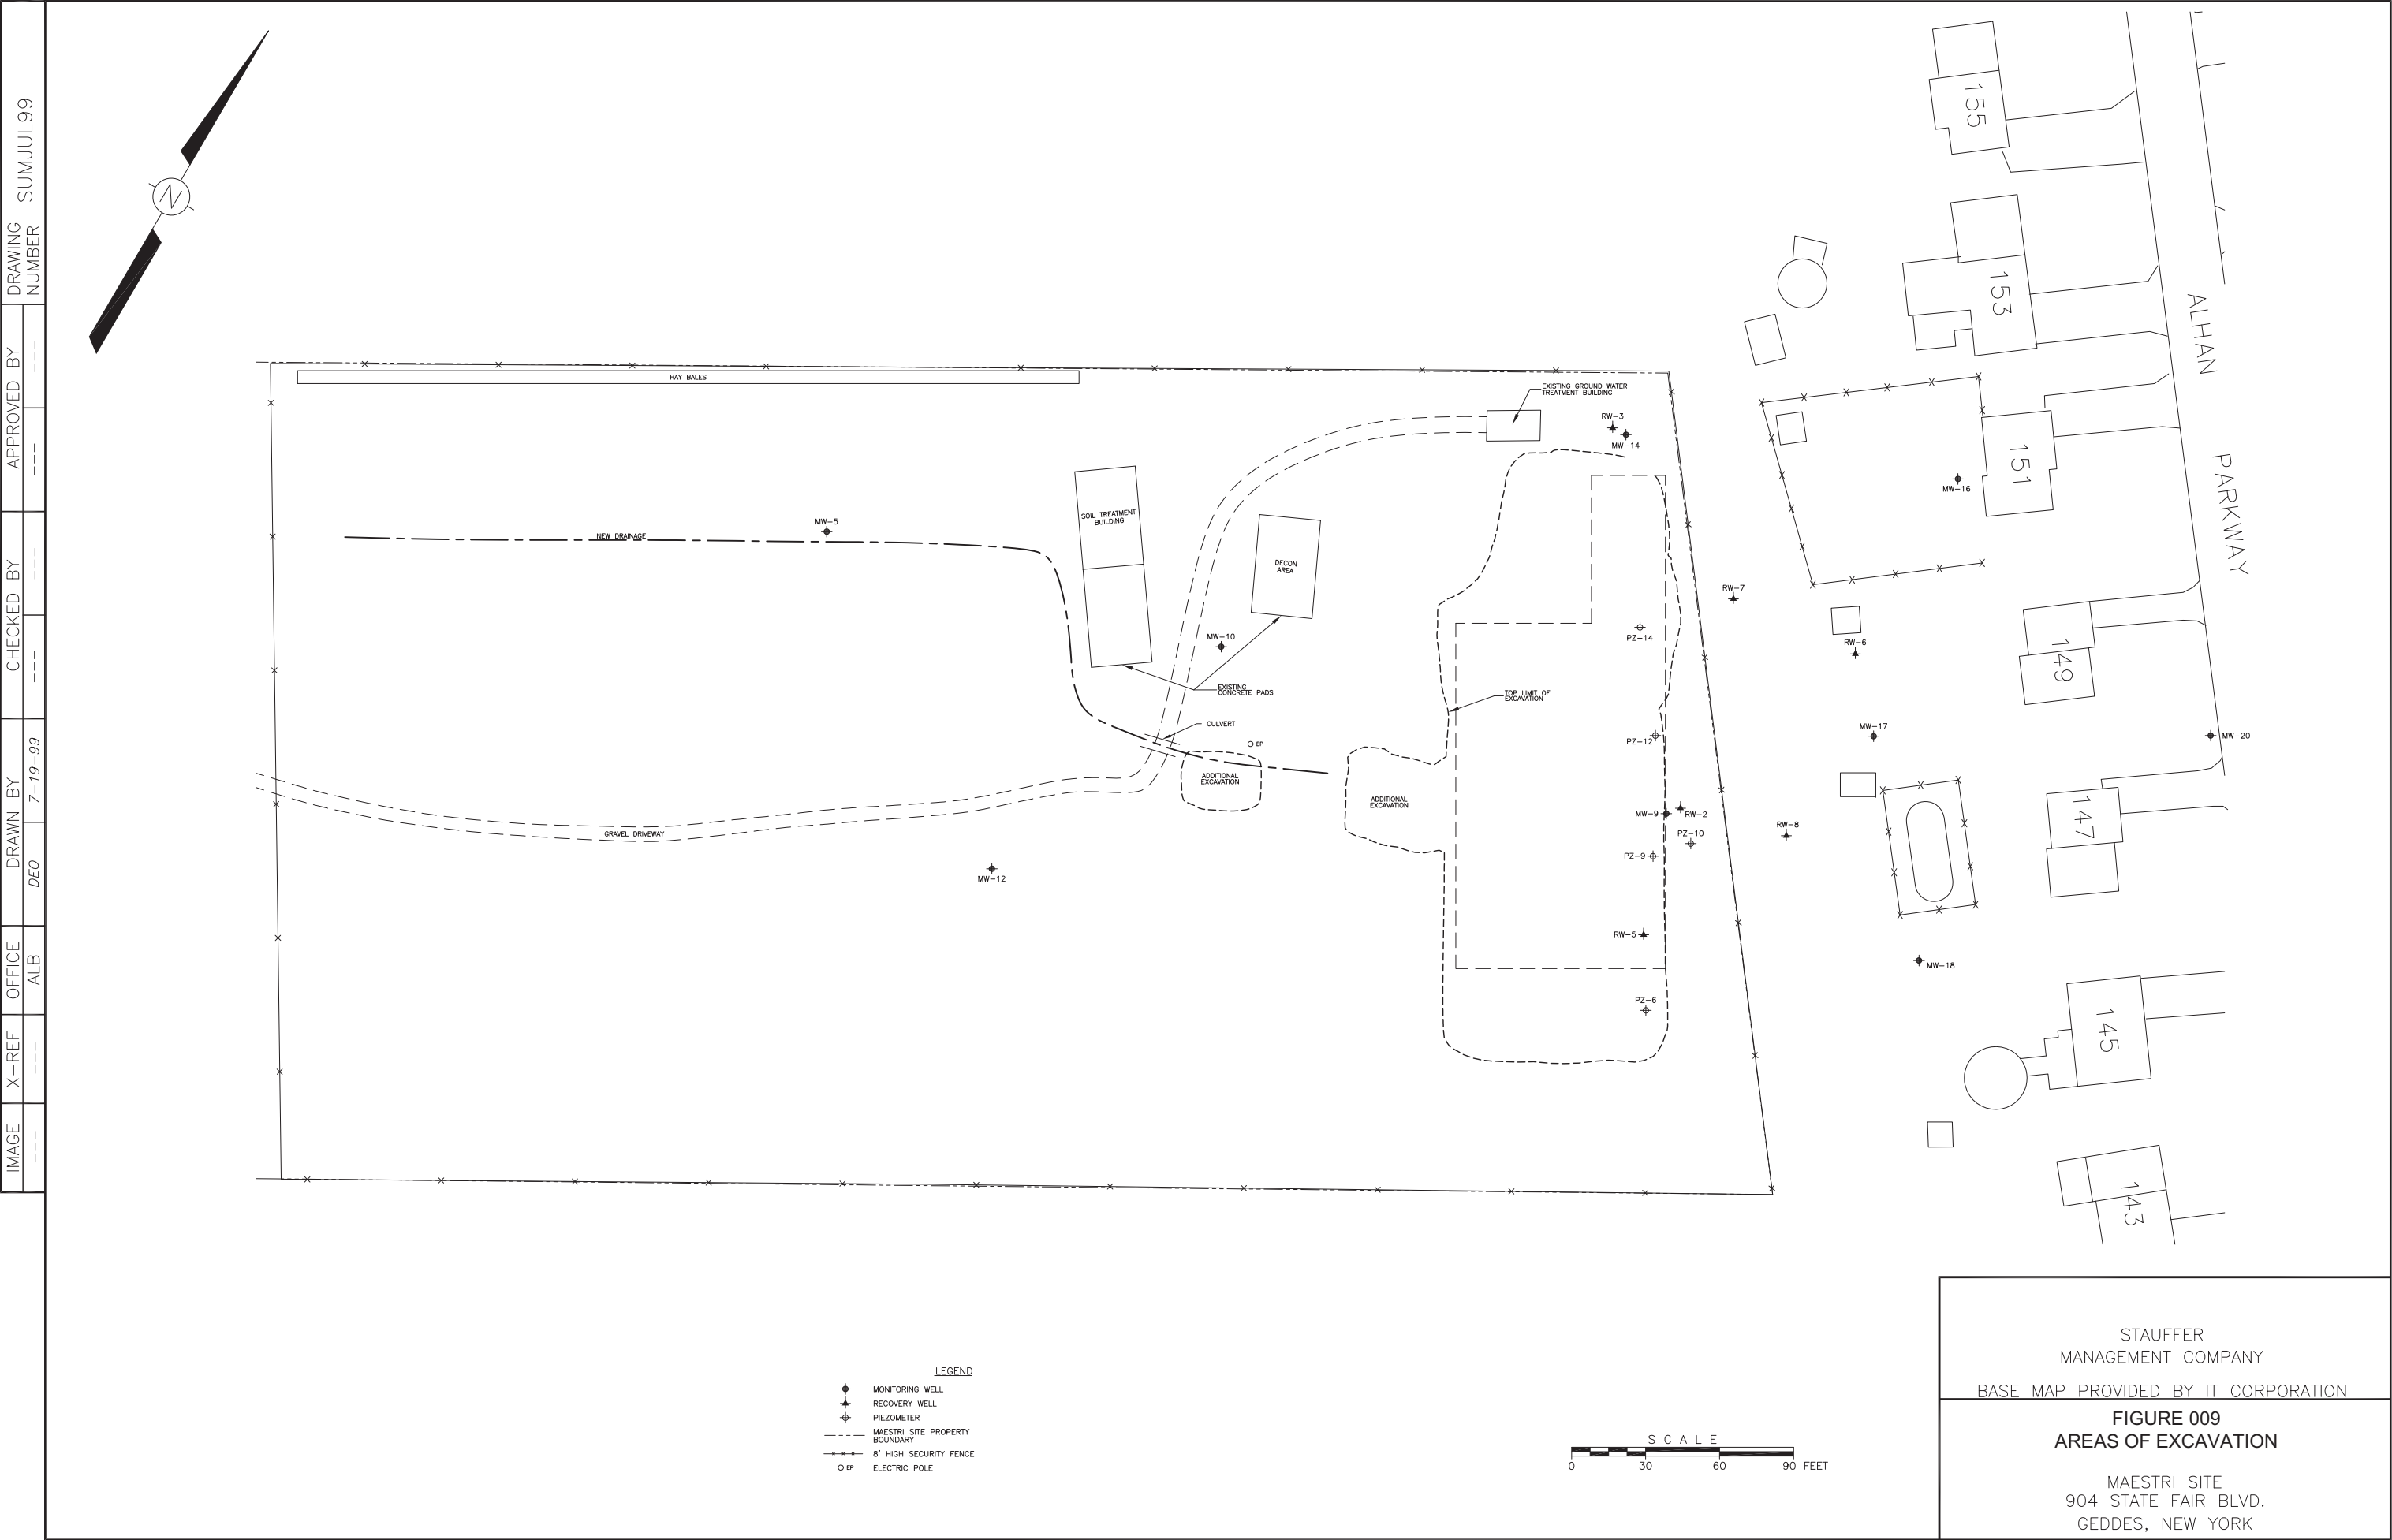 DRAWING
NUMBER
SUMJUL99
APPROVED BY
---
---
CHECKED BY
---
---
DRAWN BY
7-19-99
DEO
OFFICE
ALB
X-REF
---
IMAGE
---
N
HAY BALES
EXISTING GROUND WATER
TREATMENT BUILDING
RW-3
MW-14
MW-5
NEW DRAINAGE
SOIL TREATMENT
BUILDING
DECON
AREA
MW-10
EXISTING
CONCRETE PADS
CULVERT
EP
ADDITIONAL
EXCAVATION
ADDITIONAL
EXCAVATION
GRAVEL DRIVEWAY
MW-12
TOP LIMIT OF
EXCAVATION
PZ-14
PZ-12
MW-9
RW-2
PZ-10
PZ-9
RW-5
PZ-6
RW-7
RW-6
MW-16
MW-17
MW-20
RW-8
MW-18
155
153
151
149
147
145
143
ALHAN PARKWAY
LEGEND
MONITORING WELL
RECOVERY WELL
PIEZOMETER
MAESTRI SITE PROPERTY
BOUNDARY
8' HIGH SECURITY FENCE
EP ELECTRIC POLE
SCALE
0 30 60 90 FEET
STAUFFER
MANAGEMENT COMPANY
BASE MAP PROVIDED BY IT CORPORATION
FIGURE 009
AREAS OF EXCAVATION
MAESTRI SITE
904 STATE FAIR BLVD.
GEDDES, NEW YORK